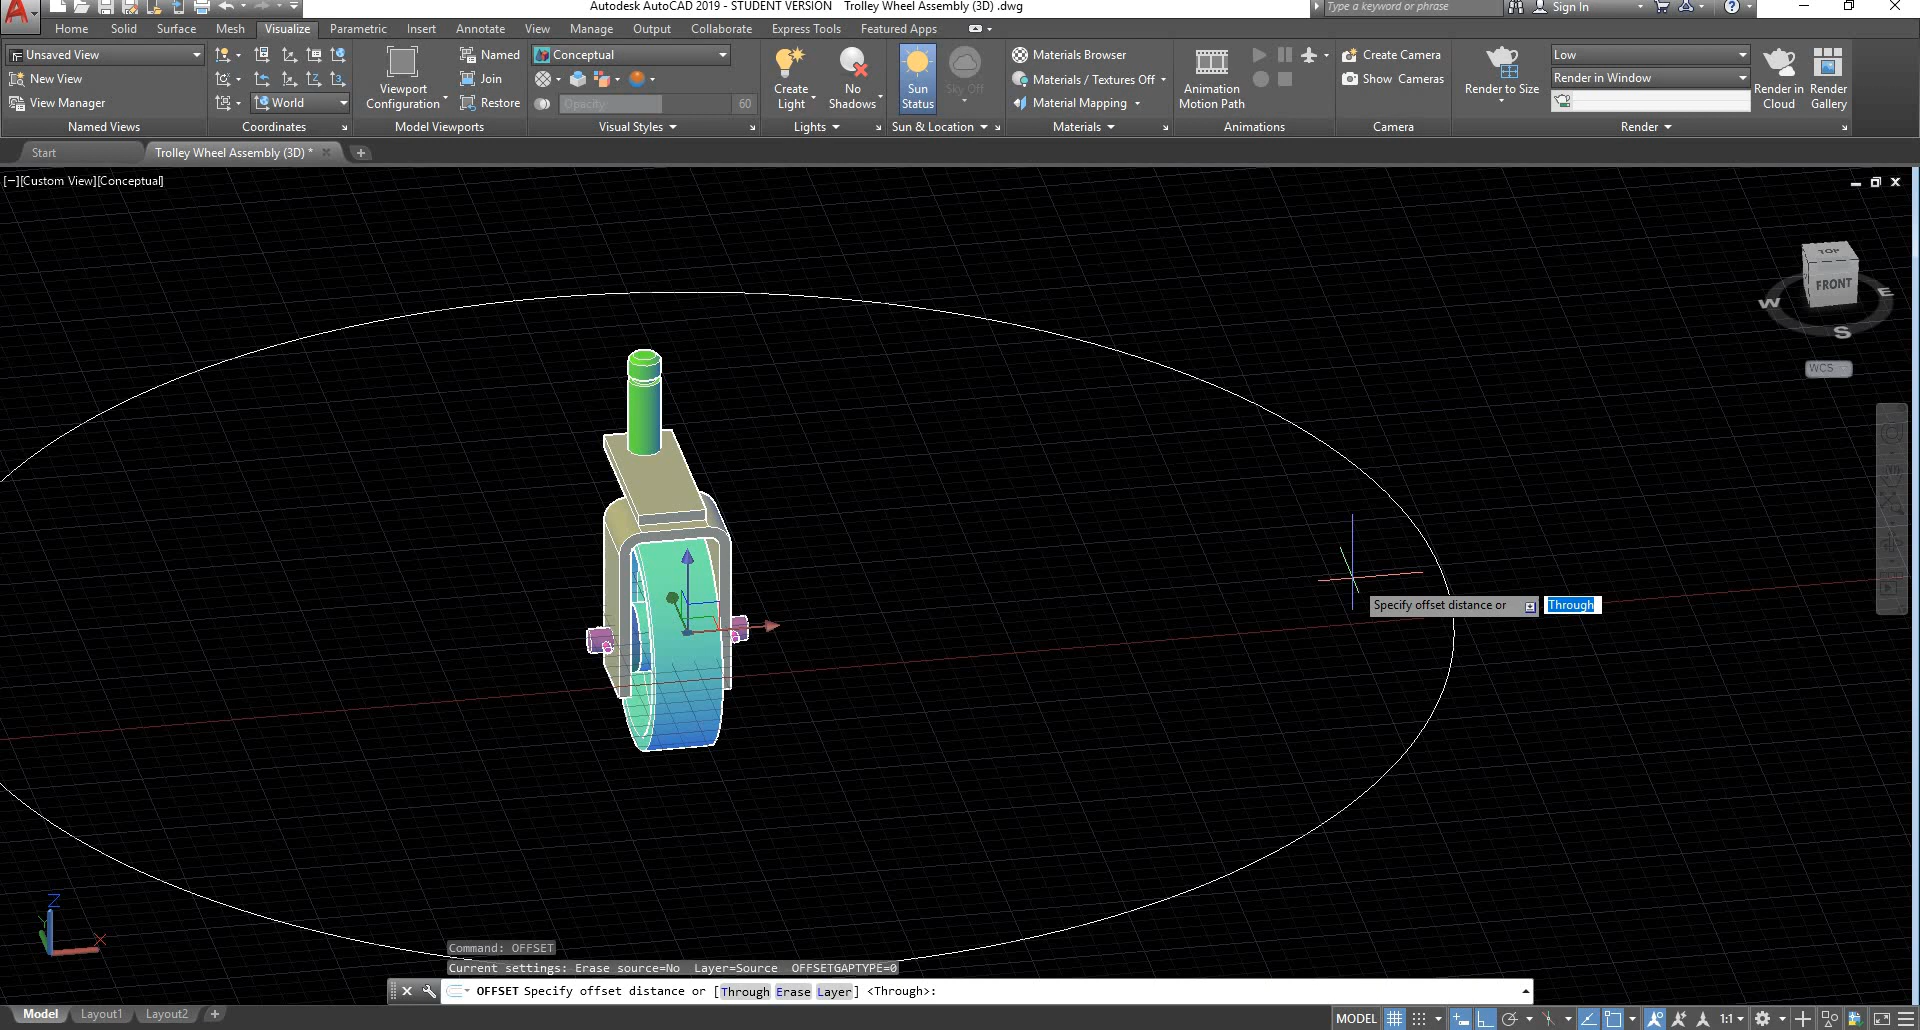 Autodesk AutoCAD 2019 - STUDENT VERSION    Trolley Wheel Assembly (3D) .dwg
Type a keyword or phrase
Sign In
Home Solid Surface Mesh Visualize Parametric Insert Annotate View Manage Output Collaborate Express Tools Featured Apps
Unsaved View
New View
View Manager
Named Views
World
Coordinates
Viewport
Configuration
Named
Join
Restore
Model Viewports
Conceptual
Opacity 60
Visual Styles
Create
Light
No
Shadows
Lights
Sun
Status
Sky Off
Sun & Location
Materials Browser
Materials / Textures Off
Material Mapping
Materials
Animation
Motion Path
Animations
Create Camera
Show Cameras
Camera
Render to Size
Low
Render in Window
Render in
Cloud
Render
Gallery
Render
Start
Trolley Wheel Assembly (3D) *
[−][Custom View][Conceptual]
TOP
FRONT
W
E
S
WCS
Specify offset distance or Through
Z
Y
X
Command: OFFSET
Current settings: Erase source=No  Layer=Source  OFFSETGAPTYPE=0
OFFSET Specify offset distance or [Through Erase Layer] <Through>:
Model Layout1 Layout2
MODEL
1:1